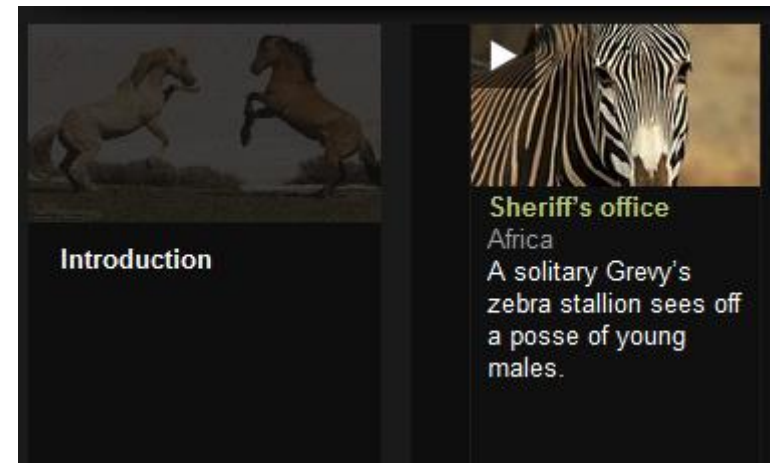 Introduction
Sheriff's office
Africa
A solitary Grevy's
zebra stallion sees off
a posse of young
males.